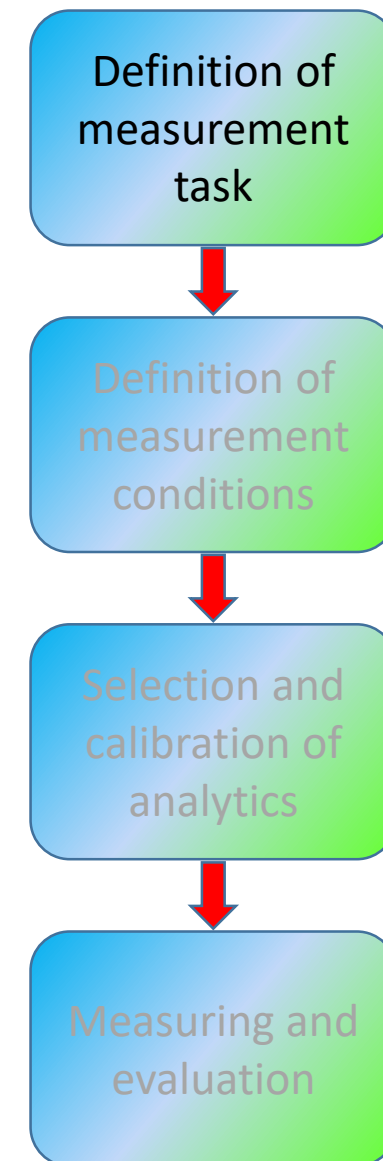 Definition of
measurement
task
Definition of
measurement
conditions
Selection and
calibration of
analytics
Measuring and
evaluation